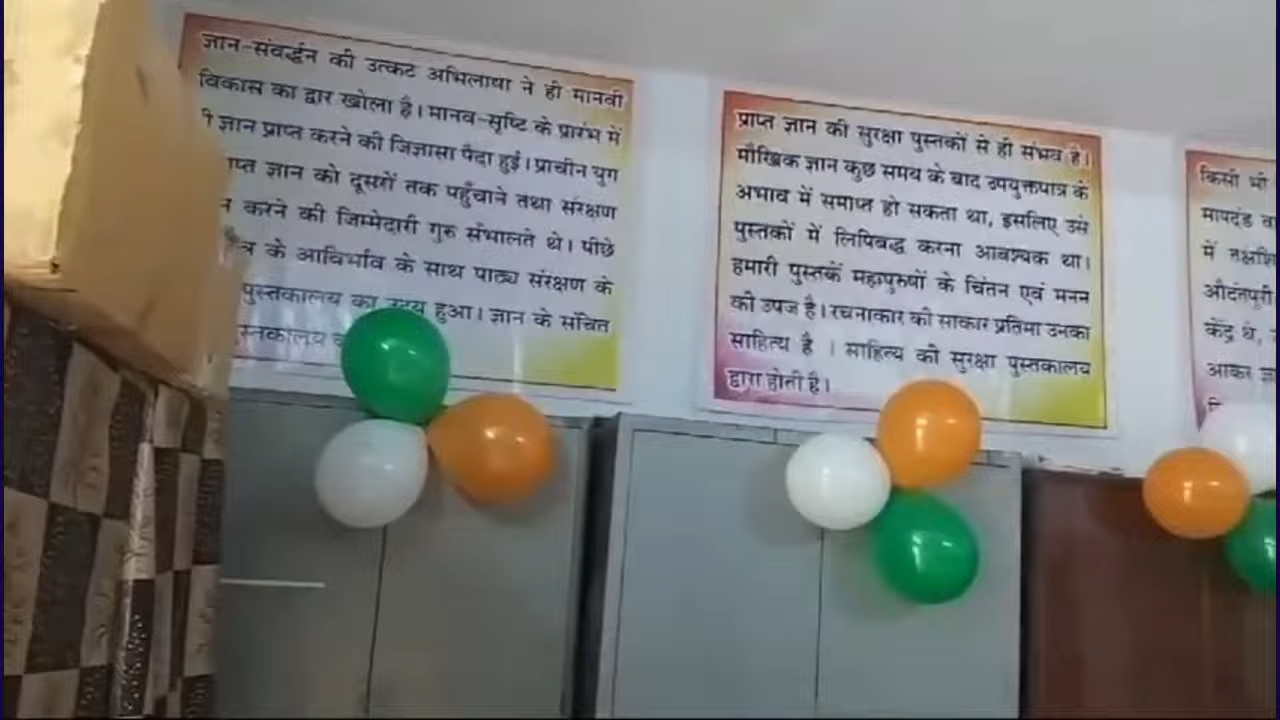 ज्ञान-संवर्द्धन की उत्कट अभिलाषा ने ही मानवी
विकास का द्वार खोला है। मानव-सृष्टि के प्रारंभ में
ज्ञान प्राप्त करने की जिज्ञासा पैदा हुई। प्राचीन युग
ज्ञान को दूसरों तक पहुँचाने तथा संरक्षण
करने की जिम्मेदारी गुरु संभालते थे। पीछे
के आविर्भाव के साथ पाठ्य संरक्षण के
पुस्तकालय का उदय हुआ। ज्ञान के संचित
प्राप्त ज्ञान की सुरक्षा पुस्तकों से ही संभव है।
मौखिक ज्ञान कुछ समय के बाद उपयुक्तपात्र के
अभाव में समाप्त हो सकता था, इसलिए उसे
पुस्तकों में लिपिबद्ध करना आवश्यक था।
हमारी पुस्तकें महापुरुषों के चिंतन एवं मनन
की उपज है। रचनाकार की साकार प्रतिमा उनका
साहित्य है । साहित्य की सुरक्षा पुस्तकालय
द्वारा होती है।
किसी भी
मापदंड
में
औदंतपुरी
केंद्र थे,
आकर